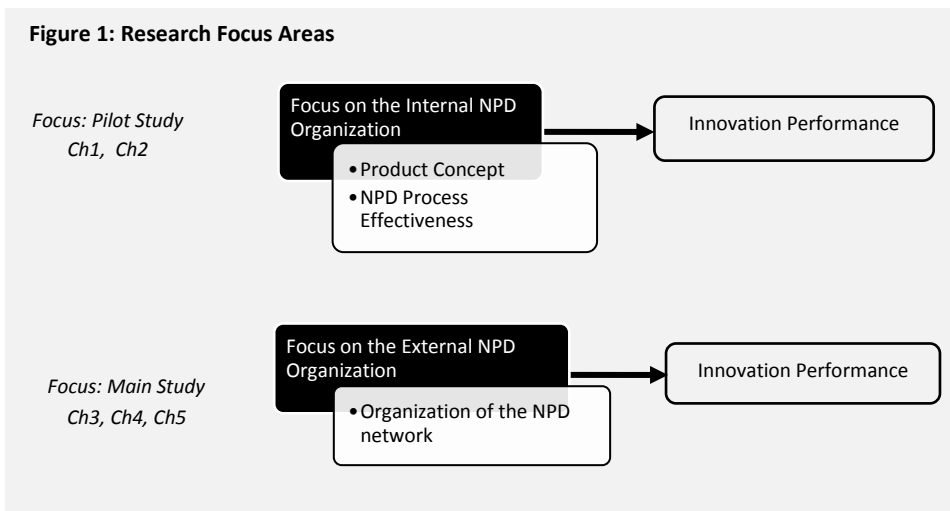 Figure 1: Research Focus Areas
Focus: Pilot Study
Ch1, Ch2
Focus on the Internal NPD
Organization
• Product Concept
• NPD Process
Effectiveness
Innovation Performance
Focus: Main Study
Ch3, Ch4, Ch5
Focus on the External NPD
Organization
• Organization of the NPD
network
Innovation Performance